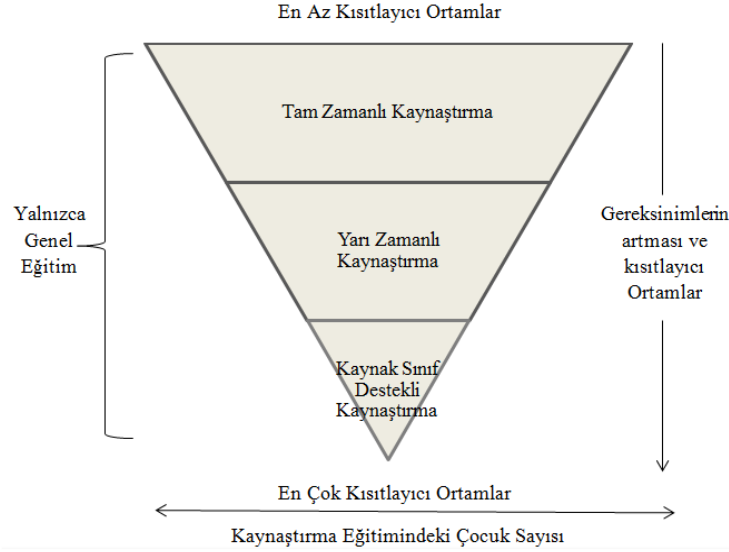 En Az Kısıtlayıcı Ortamlar
Tam Zamanlı Kaynaştırma
Yalnızca
Genel
Eğitim
Yarı Zamanlı
Kaynaştırma
Gereksinimlerin
artması ve
kısıtlayıcı
Ortamlar
Kaynak Sınıf
Destekli
Kaynaştırma
En Çok Kısıtlayıcı Ortamlar
Kaynaştırma Eğitimindeki Çocuk Sayısı